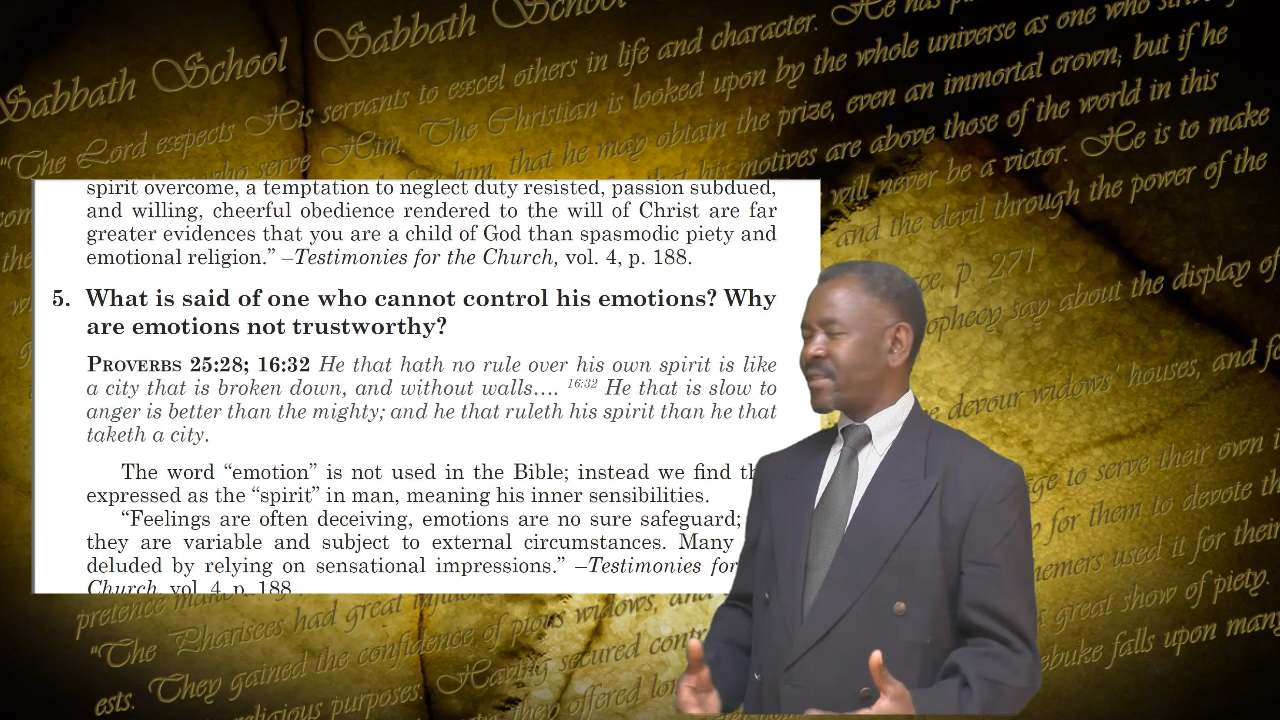 Sabbath School Sabbath School Sabbath School
"The Lord expects His servants to excel others in life and character. He has
who serve Him. The Christian is looked upon by the whole universe as one who
him, that he may obtain the prize, even an immortal crown; but if he
his motives are above those of the world in this
will never be a victor. He is to make
and the devil through the power of the
p. 271.
say about the display of
devour widows' houses, and
to serve their own
for them to devote
used it for their
great show of piety.
falls upon many
spirit overcome, a temptation to neglect duty resisted, passion subdued,
and willing, cheerful obedience rendered to the will of Christ are far
greater evidences that you are a child of God than spasmodic piety and
emotional religion." –Testimonies for the Church, vol. 4, p. 188.
5. What is said of one who cannot control his emotions? Why
are emotions not trustworthy?
PROVERBS 25:28; 16:32 He that hath no rule over his own spirit is like
a city that is broken down, and without walls.... 16:32 He that is slow to
anger is better than the mighty; and he that ruleth his spirit than he that
taketh a city.
The word "emotion" is not used in the Bible; instead we find
expressed as the "spirit" in man, meaning his inner sensibilities.
"Feelings are often deceiving, emotions are no sure safeguard;
they are variable and subject to external circumstances. Many
deluded by relying on sensational impressions." –Testimonies for
Church, vol. 4, p. 188
pretence
"The Pharisees had great
They gained the confidence of pious widows, and
purposes. Having secured
they offered